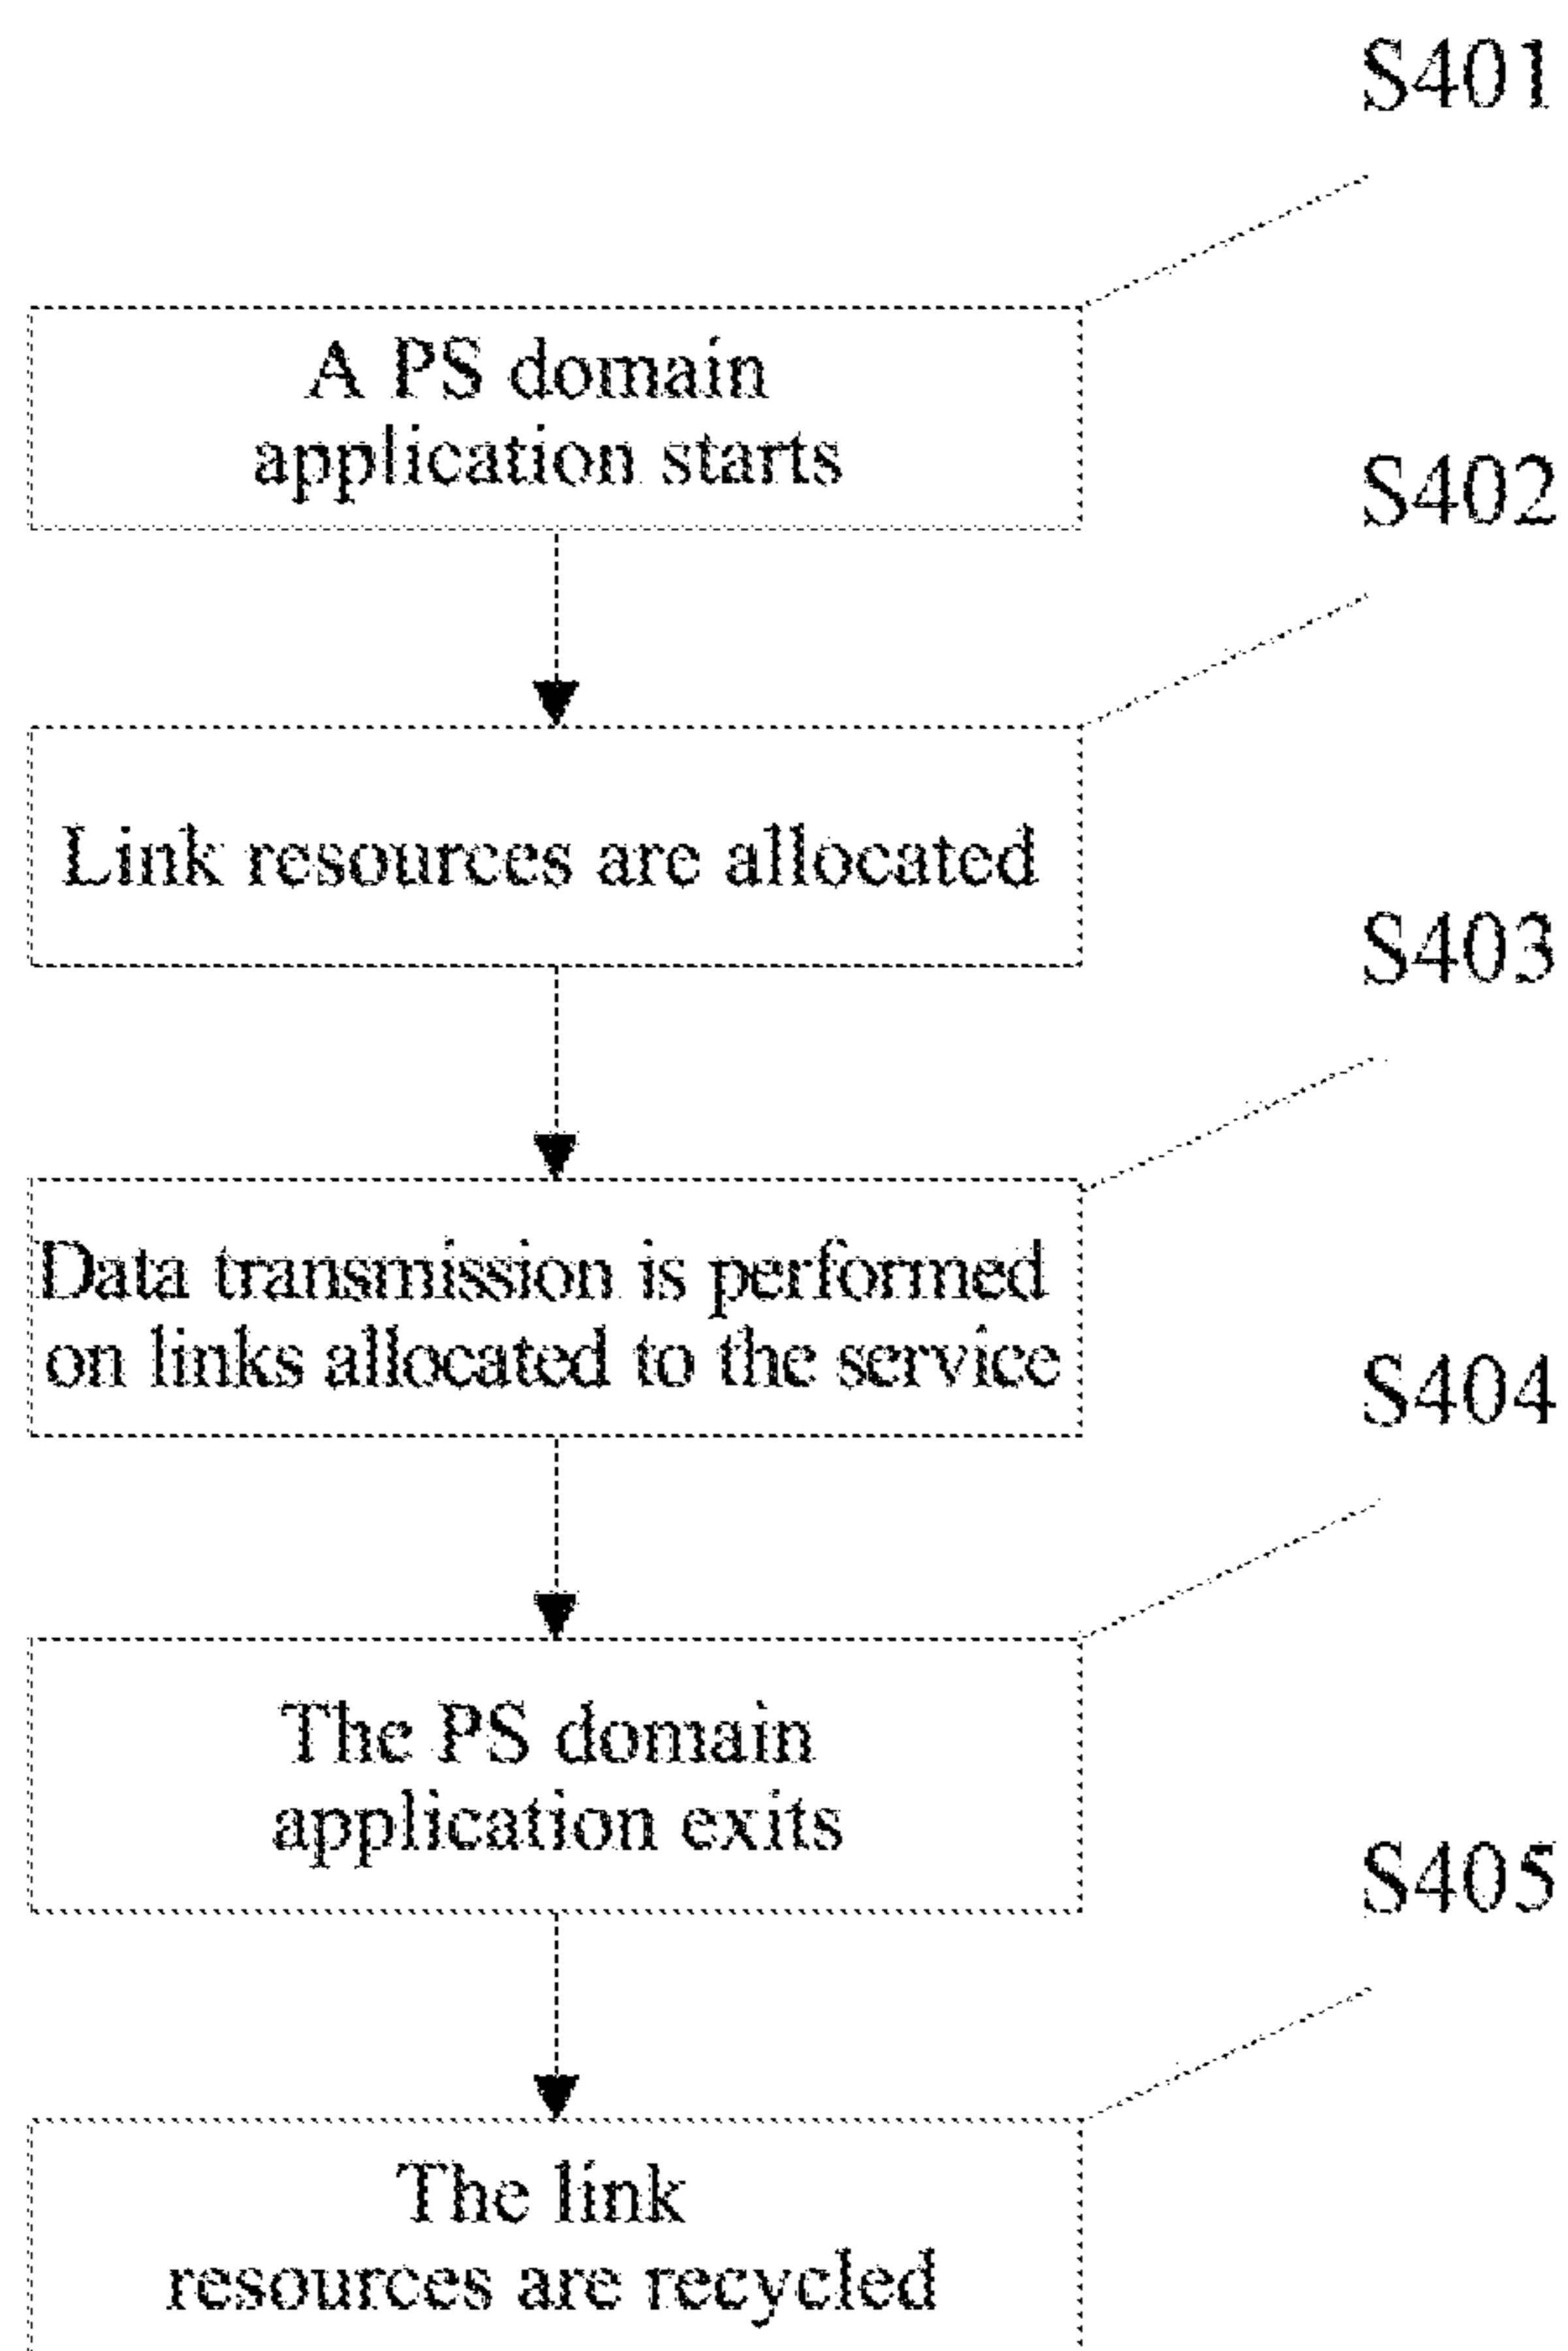 S401
A PS domain
application starts
S402
Link resources are allocated
S403
Data transmission is performed
on links allocated to the service
S404
The PS domain
application exits
S405
The link
resources are recycled